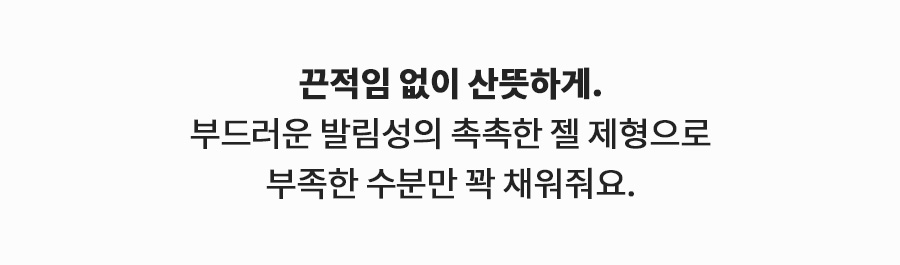 끈적임 없이 산뜻하게.
부드러운 발림성의 촉촉한 젤 제형으로
부족한 수분만 꽉 채워줘요.